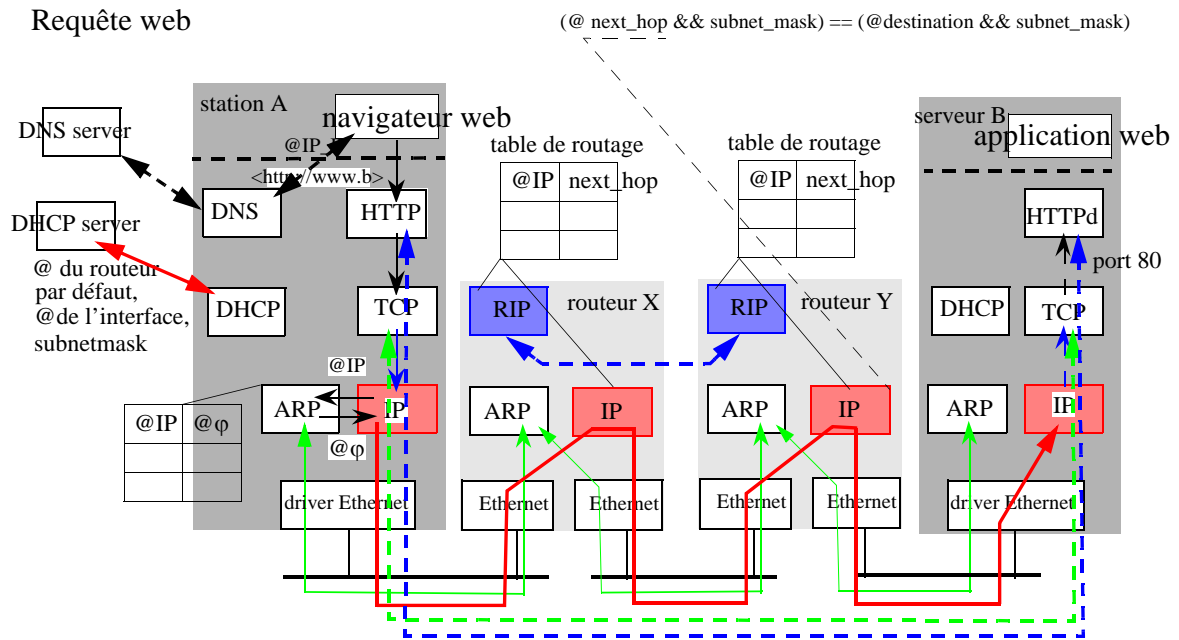 Requête web
(@ next_hop && subnet_mask) == (@destination && subnet_mask)
station A
navigateur web
serveur B
application web
DNS server
@IP_
<http://www.b>
table de routage
table de routage
@IP next_hop
@IP next_hop
DNS
HTTP
HTTPd
DHCP server
@ du routeur
par défaut,
@de l'interface,
subnetmask
port 80
DHCP
TCP
RIP
routeur X
RIP
routeur Y
DHCP
TCP
@IP
@IP @φ
ARP
IP
ARP
IP
ARP
IP
ARP
IP
@φ
driver Ethernet
Ethernet
Ethernet
Ethernet
Ethernet
driver Ethernet